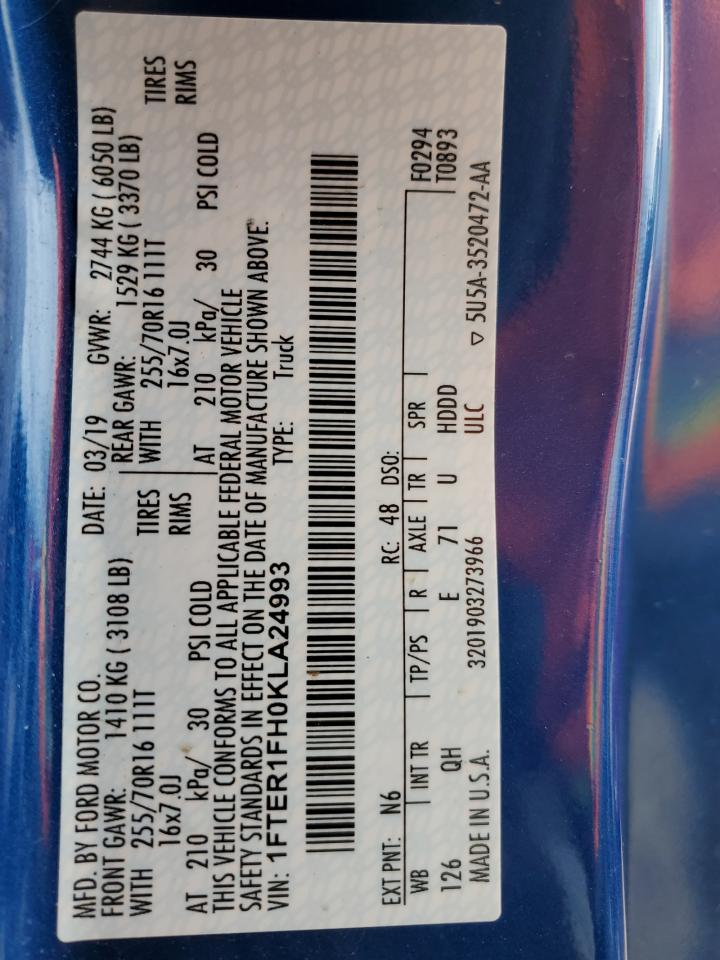 MFD. BY FORD MOTOR CO. DATE: 03/19 GVWR: 2744 KG ( 6050 LB)
FRONT GAWR: 1410 KG ( 3108 LB) REAR GAWR: 1529 KG ( 3370 LB)
WITH 255/70R16 111T TIRES WITH 255/70R16 111T TIRES
16x7.0J RIMS 16x7.0J RIMS
AT 210 kPa/ 30 PSI COLD AT 210 kPa/ 30 PSI COLD
THIS VEHICLE CONFORMS TO ALL APPLICABLE FEDERAL MOTOR VEHICLE
SAFETY STANDARDS IN EFFECT ON THE DATE OF MANUFACTURE SHOWN ABOVE.
VIN: 1FTER1FH0KLA24993 TYPE: Truck
EXT PNT: N6 RC: 48 DSO:
WB INT TR TP/PS R AXLE TR SPR F0294
126 QH E 71 U HDDD T0893
MADE IN U.S.A. 3201903273966 ULC ▽ 5U5A-3520472-AA